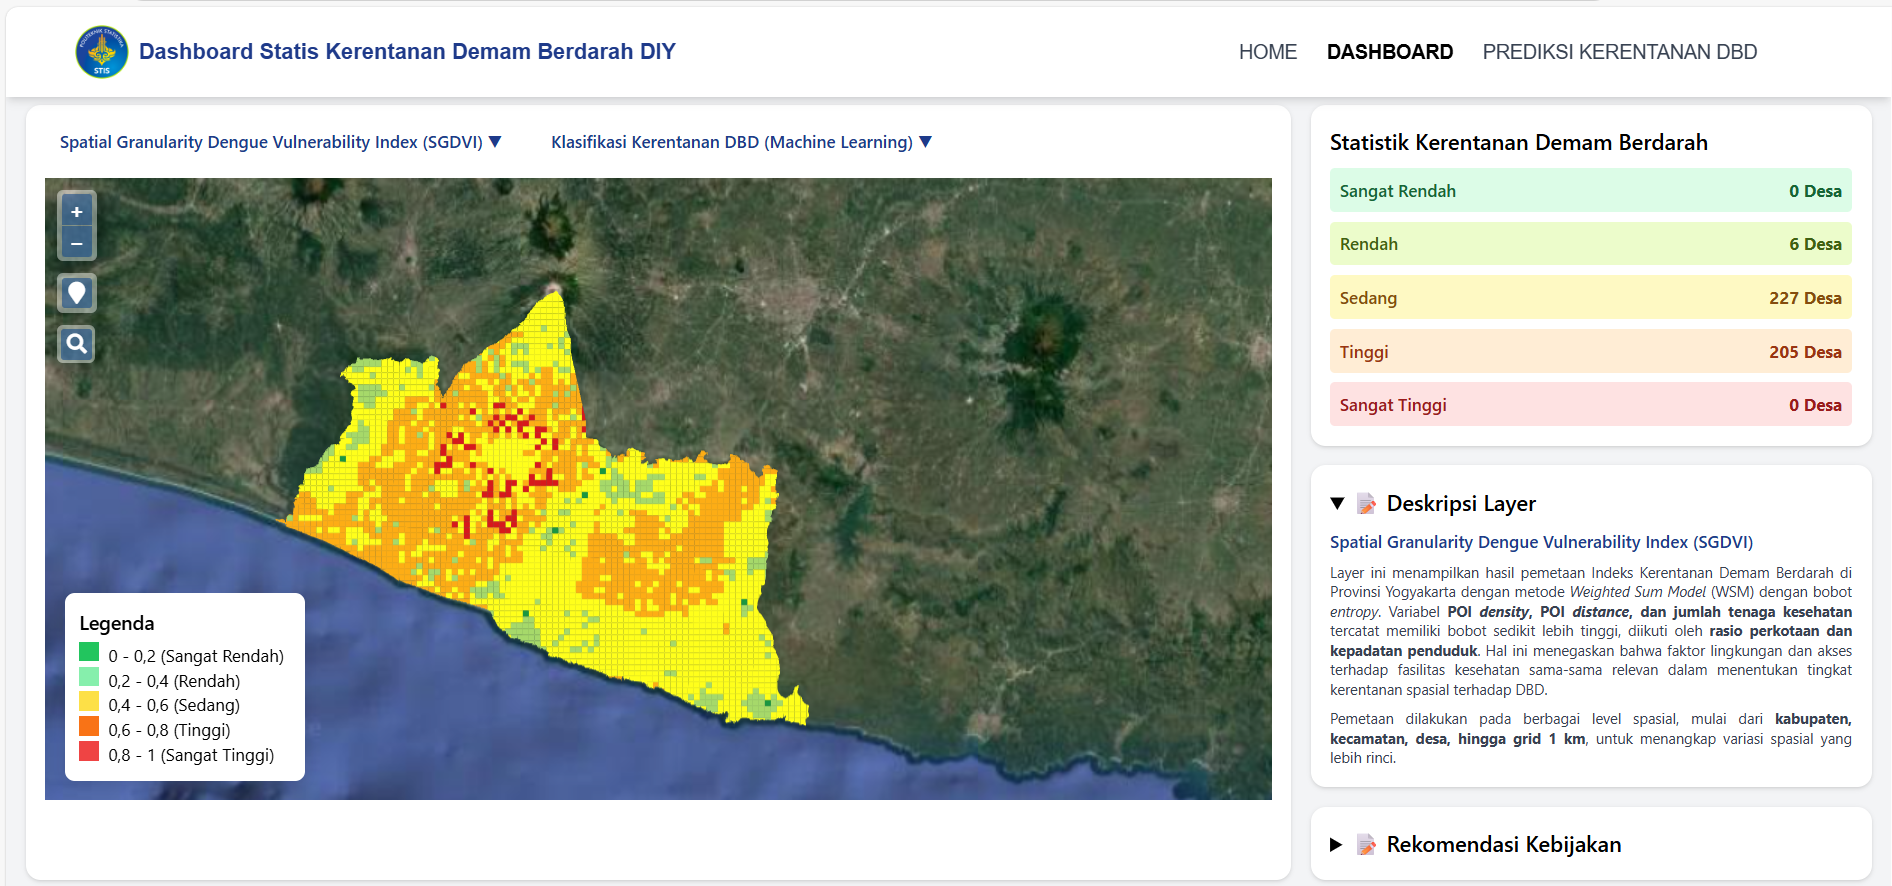 POLITEKNIK STATISTIKA
STIS
Dashboard Statis Kerentanan Demam Berdarah DIY
HOME
DASHBOARD
PREDIKSI KERENTANAN DBD
Spatial Granularity Dengue Vulnerability Index (SGDVI) ▼
Klasifikasi Kerentanan DBD (Machine Learning) ▼
+
−
Legenda
0 - 0,2 (Sangat Rendah)
0,2 - 0,4 (Rendah)
0,4 - 0,6 (Sedang)
0,6 - 0,8 (Tinggi)
0,8 - 1 (Sangat Tinggi)
Statistik Kerentanan Demam Berdarah
Sangat Rendah 0 Desa
Rendah 6 Desa
Sedang 227 Desa
Tinggi 205 Desa
Sangat Tinggi 0 Desa
▼ Deskripsi Layer
Spatial Granularity Dengue Vulnerability Index (SGDVI)
Layer ini menampilkan hasil pemetaan Indeks Kerentanan Demam Berdarah di
Provinsi Yogyakarta dengan metode Weighted Sum Model (WSM) dengan bobot
entropy. Variabel POI density, POI distance, dan jumlah tenaga kesehatan
tercatat memiliki bobot sedikit lebih tinggi, diikuti oleh rasio perkotaan dan
kepadatan penduduk. Hal ini menegaskan bahwa faktor lingkungan dan akses
terhadap fasilitas kesehatan sama-sama relevan dalam menentukan tingkat
kerentanan spasial terhadap DBD.
Pemetaan dilakukan pada berbagai level spasial, mulai dari kabupaten,
kecamatan, desa, hingga grid 1 km, untuk menangkap variasi spasial yang
lebih rinci.
▶ Rekomendasi Kebijakan